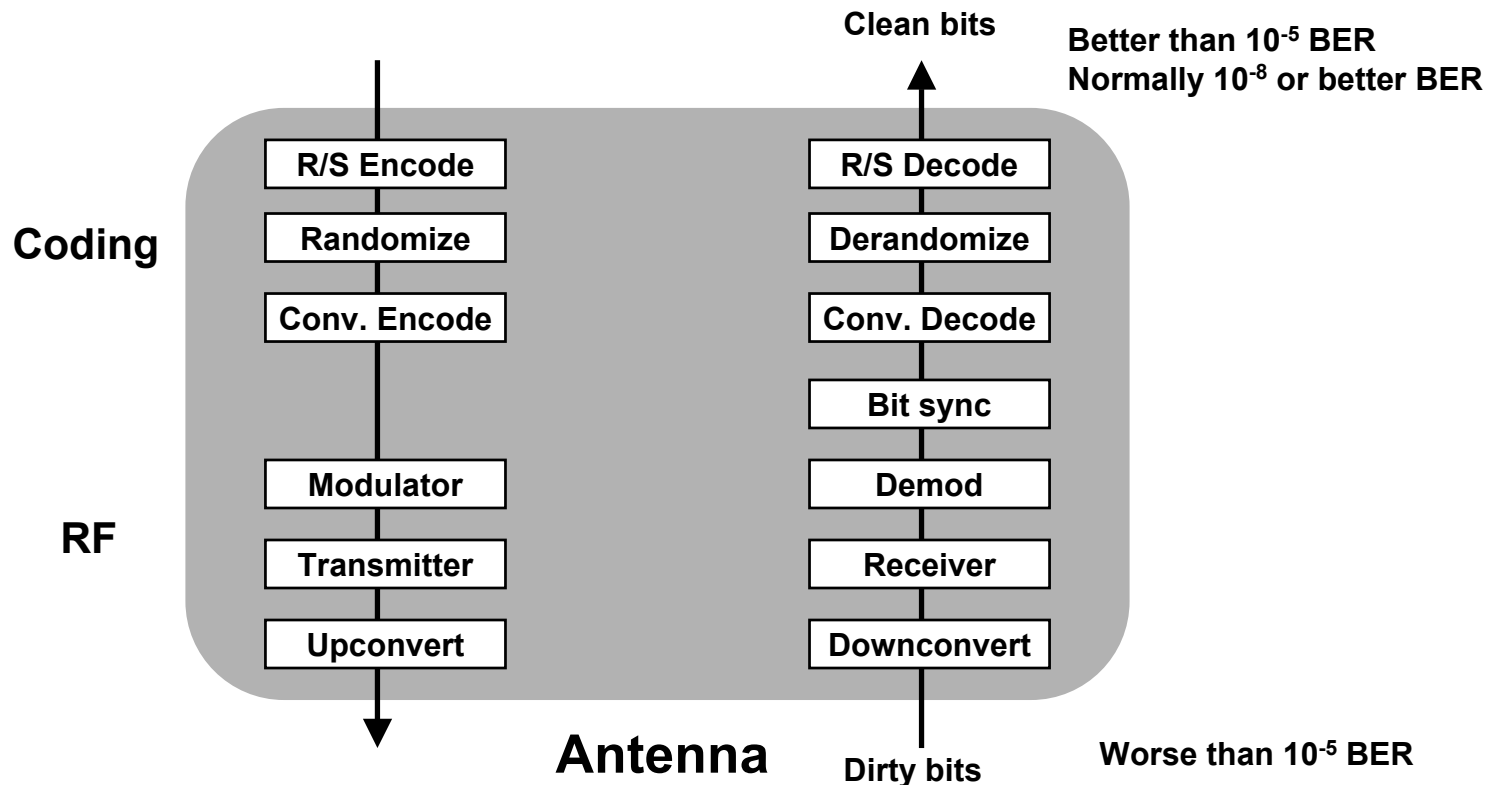 Clean bits
Better than 10⁻⁵ BER
Normally 10⁻⁸ or better BER
R/S Encode
R/S Decode
Coding
Randomize
Derandomize
Conv. Encode
Conv. Decode
Bit sync
Modulator
Demod
RF
Transmitter
Receiver
Upconvert
Downconvert
Antenna
Dirty bits
Worse than 10⁻⁵ BER